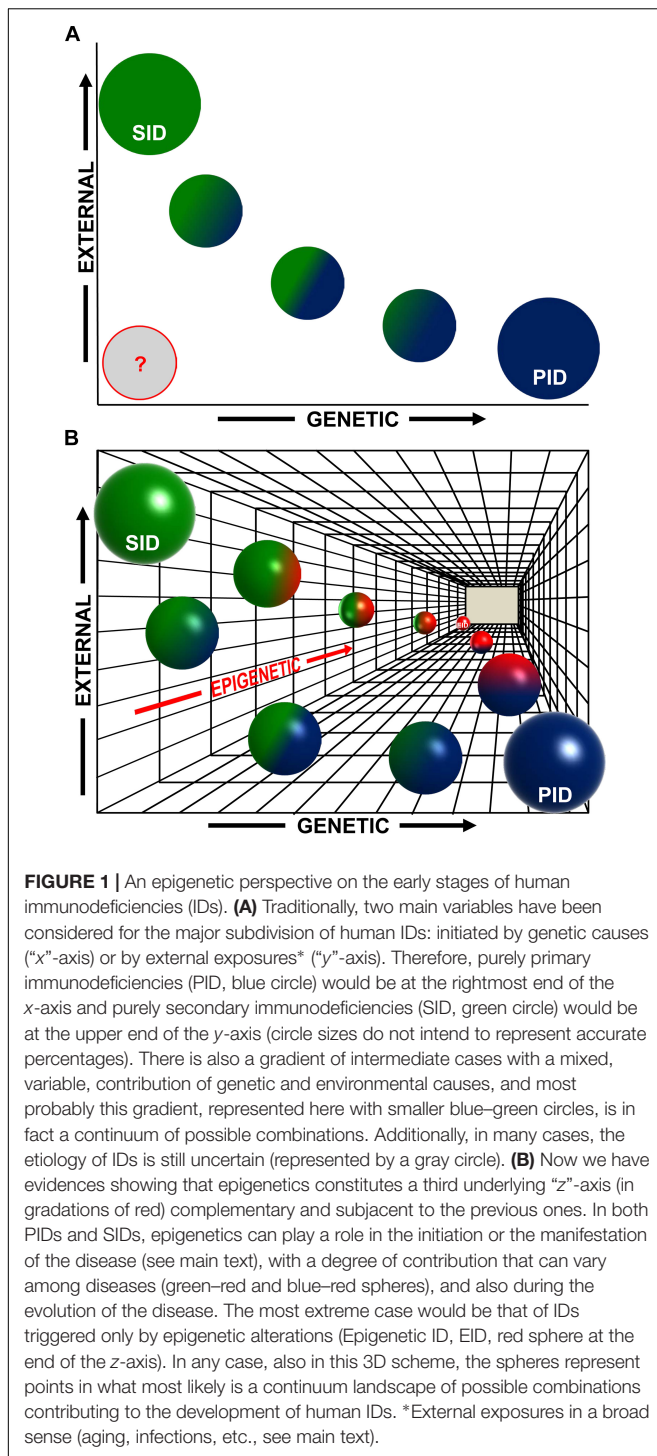 A
SID
EXTERNAL
?
PID
GENETIC
B
SID
EXTERNAL
EPIGENETIC
PID
GENETIC
FIGURE 1 | An epigenetic perspective on the early stages of human
immunodeficiencies (IDs). (A) Traditionally, two main variables have been
considered for the major subdivision of human IDs: initiated by genetic causes
(“x”-axis) or by external exposures* (“y”-axis). Therefore, purely primary
immunodeficiencies (PID, blue circle) would be at the rightmost end of the
x-axis and purely secondary immunodeficiencies (SID, green circle) would be
at the upper end of the y-axis (circle sizes do not intend to represent accurate
percentages). There is also a gradient of intermediate cases with a mixed,
variable, contribution of genetic and environmental causes, and most
probably this gradient, represented here with smaller blue–green circles, is in
fact a continuum of possible combinations. Additionally, in many cases, the
etiology of IDs is still uncertain (represented by a gray circle). (B) Now we have
evidences showing that epigenetics constitutes a third underlying “z”-axis (in
gradations of red) complementary and subjacent to the previous ones. In both
PIDs and SIDs, epigenetics can play a role in the initiation or the manifestation
of the disease (see main text), with a degree of contribution that can vary
among diseases (green–red and blue–red spheres), and also during the
evolution of the disease. The most extreme case would be that of IDs
triggered only by epigenetic alterations (Epigenetic ID, EID, red sphere at the
end of the z-axis). In any case, also in this 3D scheme, the spheres represent
points in what most likely is a continuum landscape of possible combinations
contributing to the development of human IDs. *External exposures in a broad
sense (aging, infections, etc., see main text).